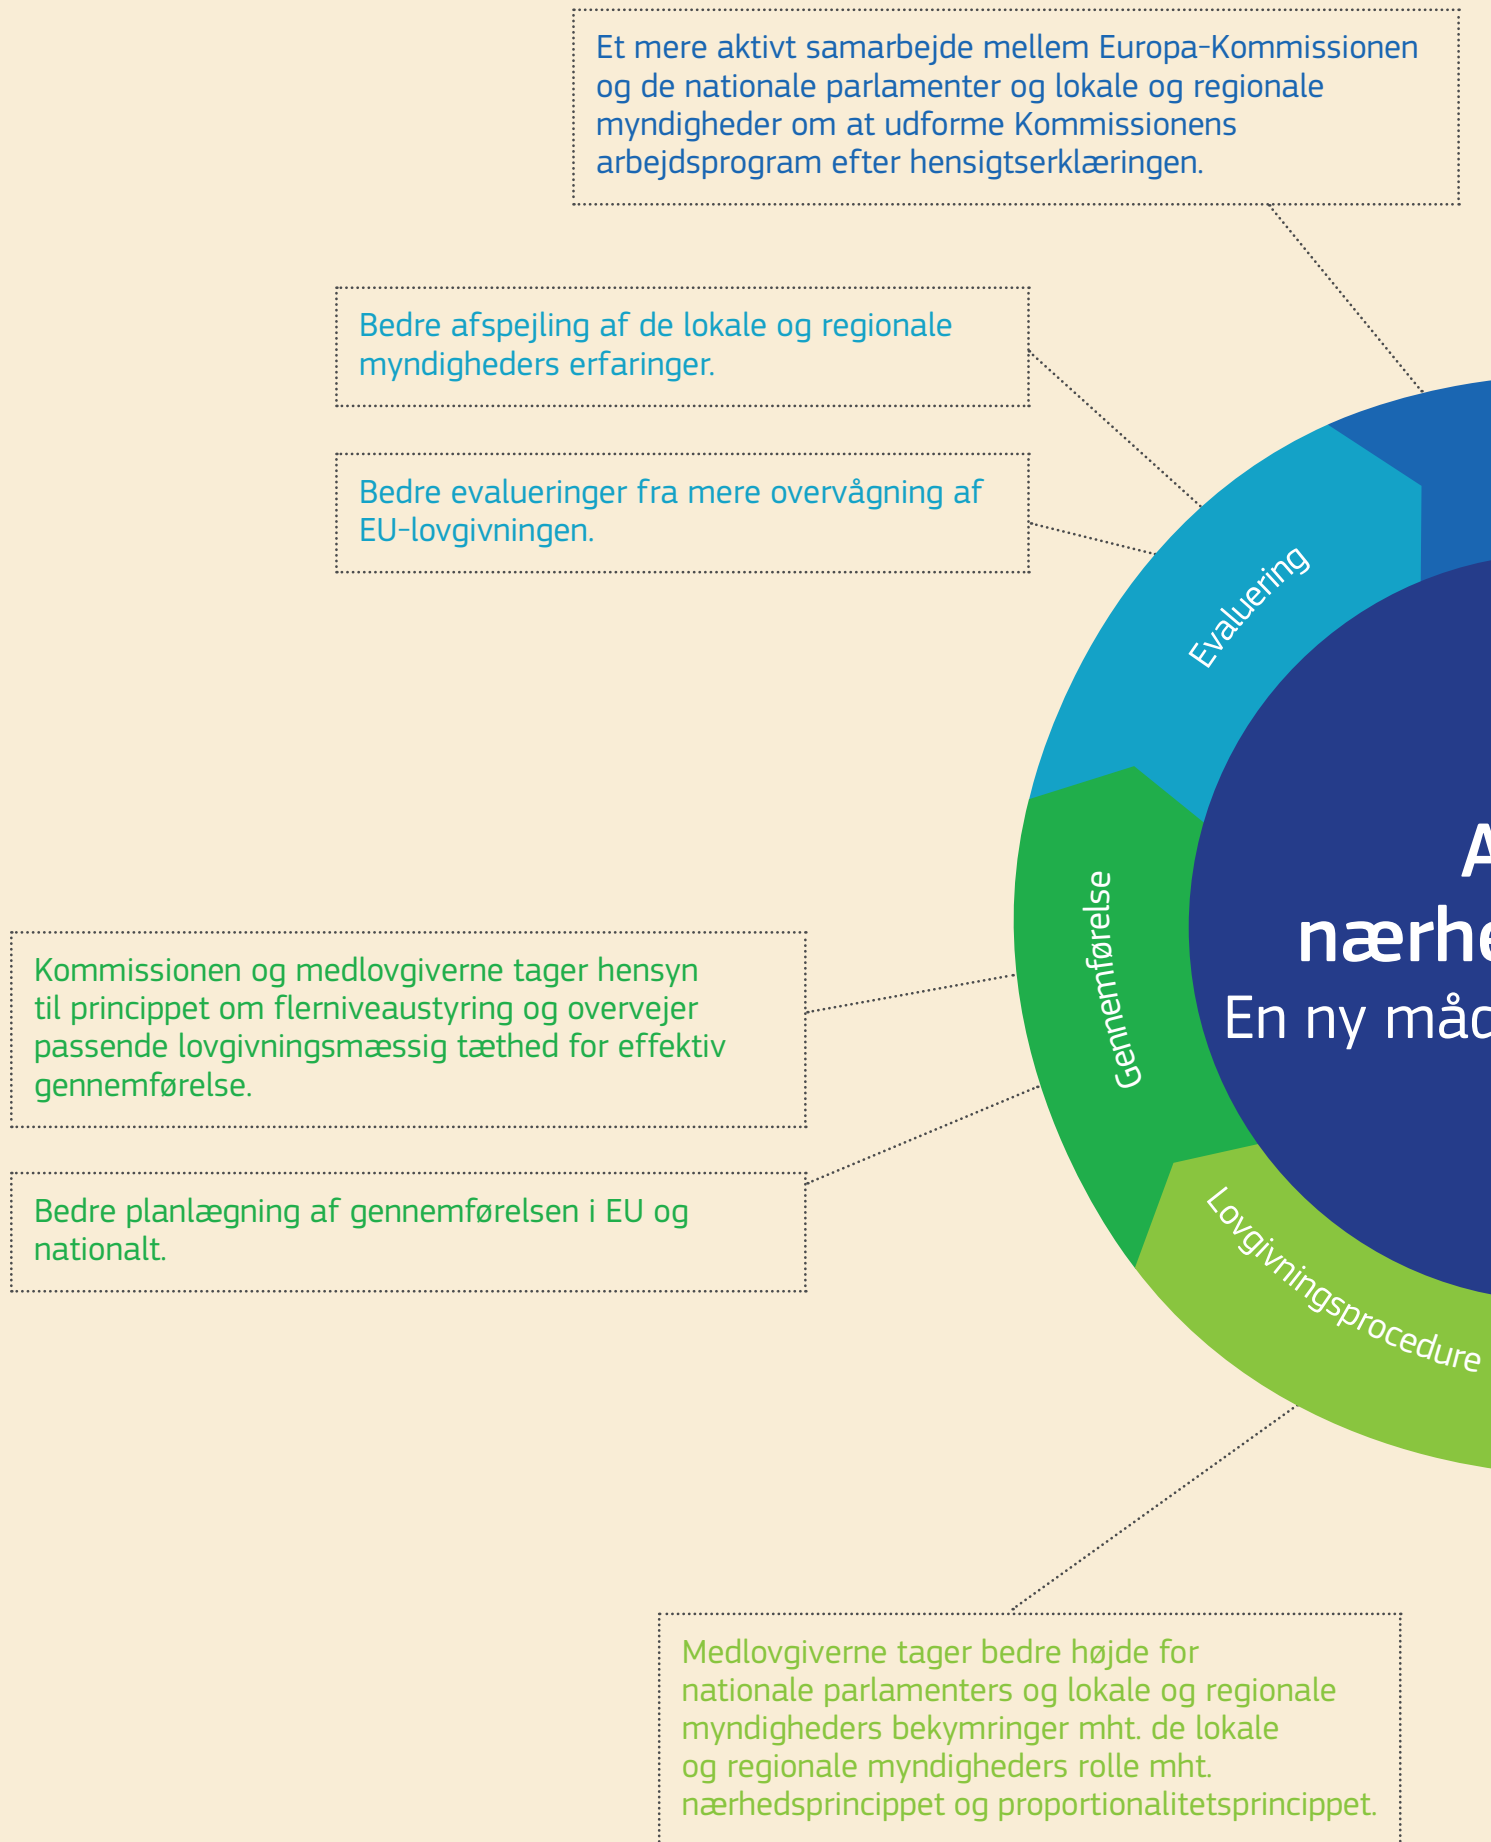 Et mere aktivt samarbejde mellem Europa-Kommissionen
og de nationale parlamenter og lokale og regionale
myndigheder om at udforme Kommissionens
arbejdsprogram efter hensigtserklæringen.
Bedre afspejling af de lokale og regionale
myndigheders erfaringer.
Bedre evalueringer fra mere overvågning af
EU-lovgivningen.
Evaluering
A
nærhe
En ny måd
Gennemførelse
Kommissionen og medlovgiverne tager hensyn
til princippet om flerniveaustyring og overvejer
passende lovgivningsmæssig tæthed for effektiv
gennemførelse.
Bedre planlægning af gennemførelsen i EU og
nationalt.
Lovgivningsprocedure
Medlovgiverne tager bedre højde for
nationale parlamenters og lokale og regionale
myndigheders bekymringer mht. de lokale
og regionale myndigheders rolle mht.
nærhedsprincippet og proportionalitetsprincippet.